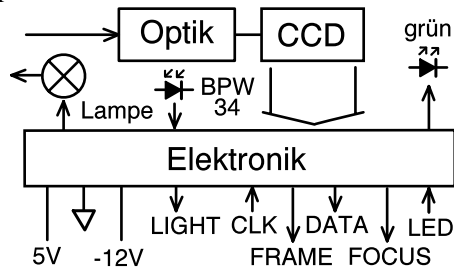 Optik
CCD
grün
BPW
34
Lampe
Elektronik
5V
-12V
LIGHT
CLK
FRAME
DATA
FOCUS
LED